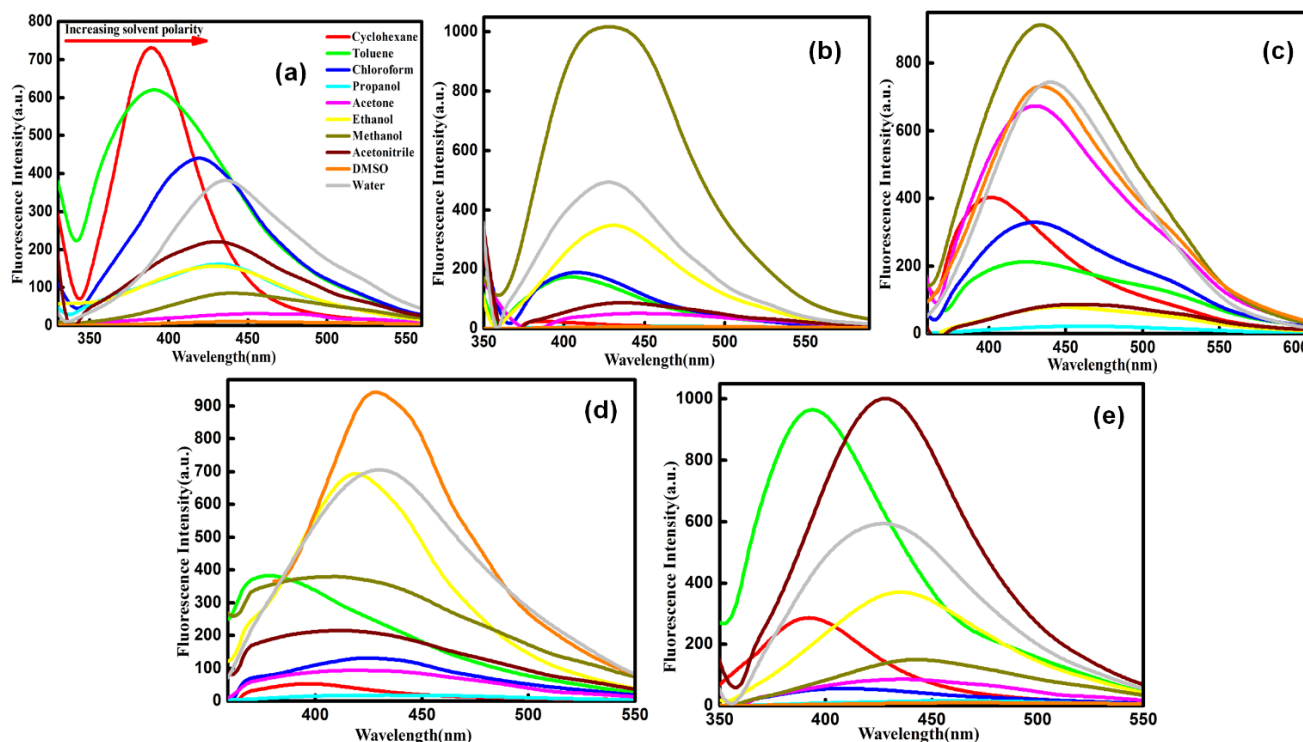 (a)
Increasing solvent polarity
Cyclohexane
Toluene
Chloroform
Propanol
Acetone
Ethanol
Methanol
Acetonitrile
DMSO
Water
Fluorescence Intensity(a.u.)
800
700
600
500
400
300
200
100
0
350 400 450 500 550
Wavelength(nm)
(b)
Fluorescence Intensity(a.u.)
1000
800
600
400
200
0
350 400 450 500 550
Wavelength(nm)
(c)
Fluorescence Intensity(a.u.)
800
600
400
200
0
400 450 500 550 600
Wavelength(nm)
(d)
Fluorescence Intensity(a.u.)
900
800
700
600
500
400
300
200
100
0
400 450 500 550
Wavelength(nm)
(e)
Fluorescence Intensity(a.u.)
1000
800
600
400
200
0
350 400 450 500 550
Wavelength(nm)